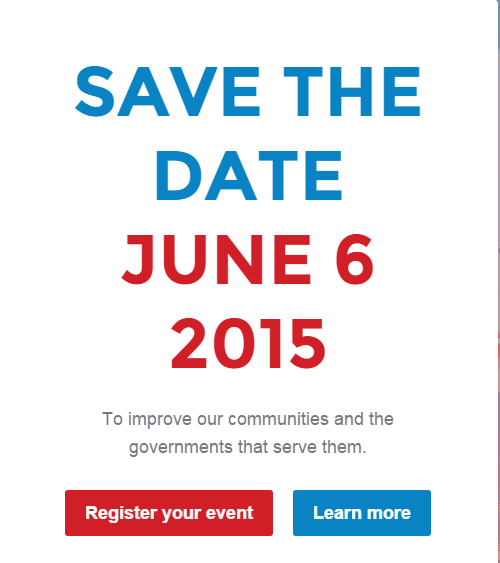 SAVE THE
DATE
JUNE 6
2015
To improve our communities and the
governments that serve them.
Register your event
Learn more